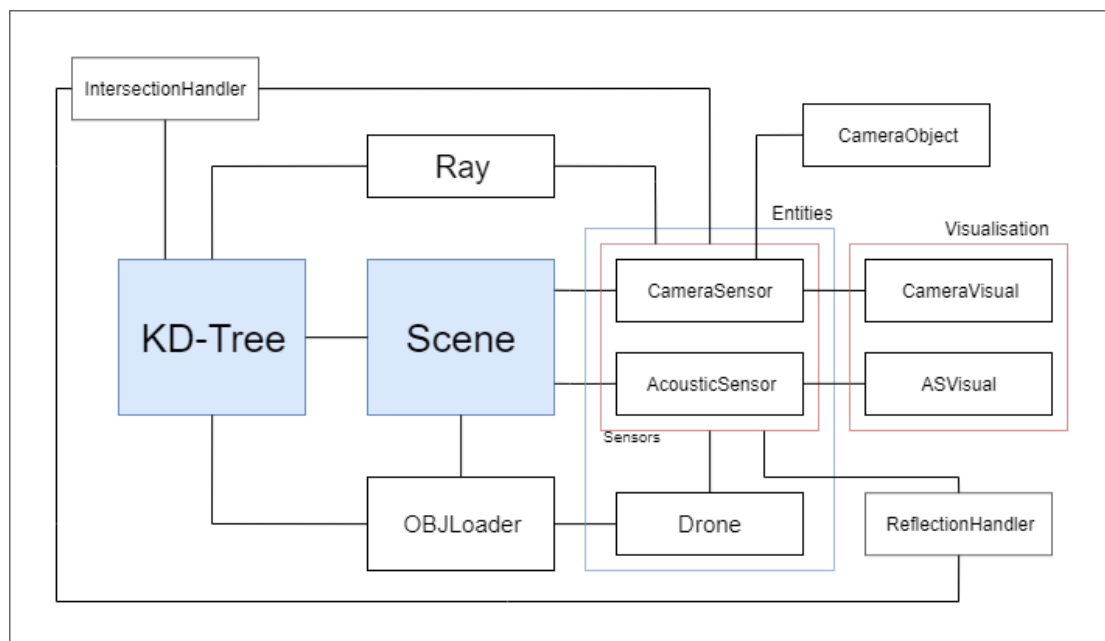 IntersectionHandler
CameraObject
Ray
Entities
Visualisation
KD-Tree
Scene
CameraSensor
CameraVisual
AcousticSensor
ASVisual
Sensors
OBJLoader
Drone
ReflectionHandler